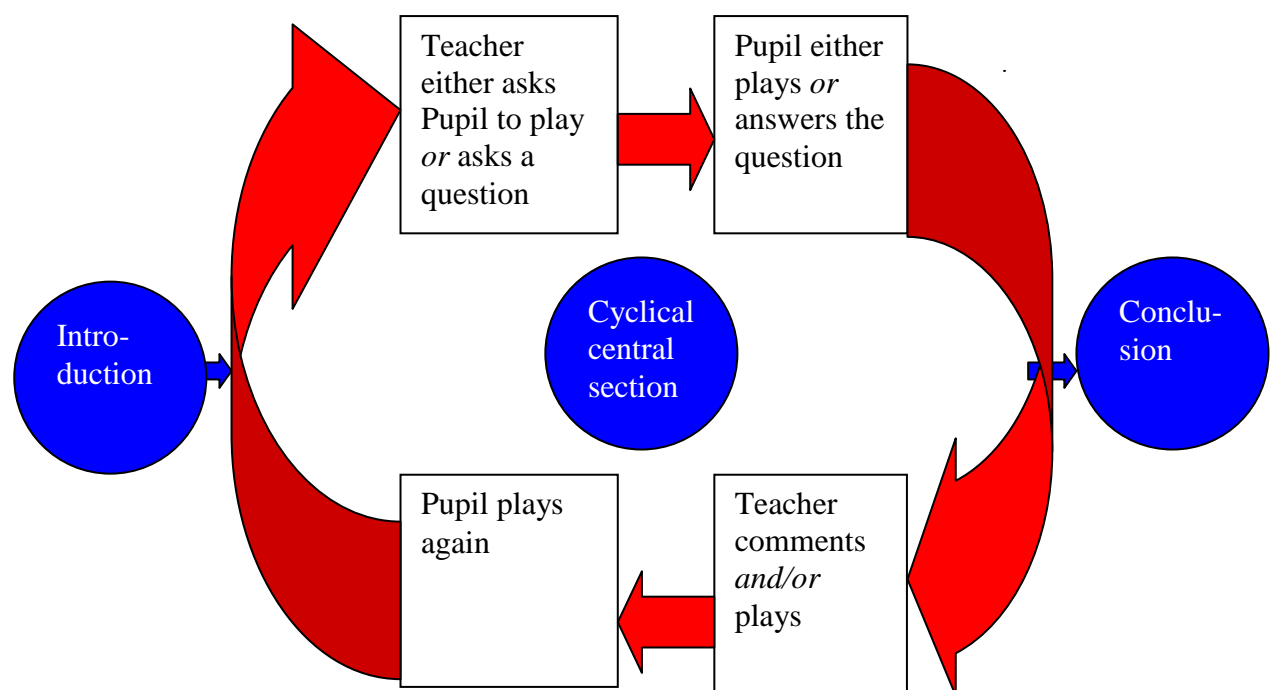 Teacher
either asks
Pupil to play
or asks a
question
Pupil either
plays or
answers the
question
Intro-
duction
Cyclical
central
section
Conclu-
sion
Pupil plays
again
Teacher
comments
and/or
plays